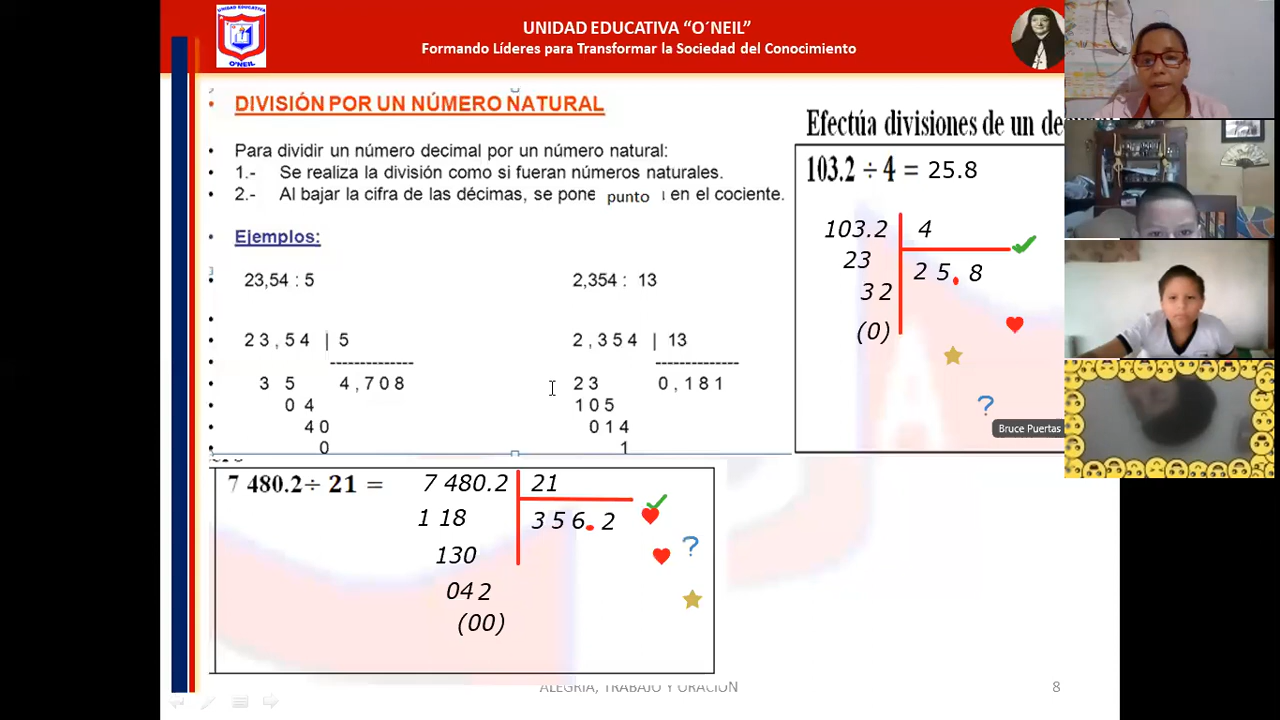 UNIDAD EDUCATIVA
O'NEIL
UNIDAD EDUCATIVA “O´NEIL”
Formando Líderes para Transformar la Sociedad del Conocimiento
• DIVISIÓN POR UN NÚMERO NATURAL
• Para dividir un número decimal por un número natural:
• 1.- Se realiza la división como si fueran números naturales.
• 2.- Al bajar la cifra de las décimas, se pone punto en el cociente.
• Ejemplos:
• 23,54 : 5 2,354 : 13
•
• 2 3 , 5 4 | 5 2 , 3 5 4 | 13
• -------------- --------------
• 3 5 4 , 7 0 8 2 3 0 , 1 8 1
• 0 4 1 0 5
• 4 0 0 1 4
• 0 1
Efectúa divisiones de un
103.2 ÷ 4 = 25.8
103.2 4
23 2 5 . 8
3 2
(0)
?
Bruce Puertas
7 480.2 ÷ 21 = 7 480.2 21
1 18 3 5 6 . 2
130
04 2
(00)
?
ALEGRÍA, TRABAJO Y ORACIÓN
8